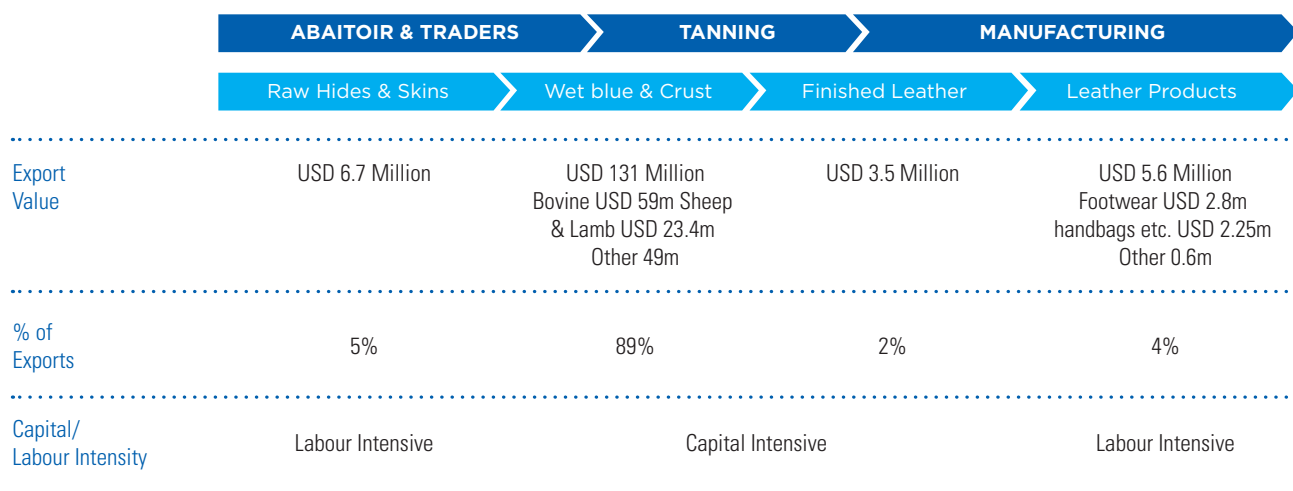 ABAITOIR & TRADERS TANNING MANUFACTURING
Raw Hides & Skins Wet blue & Crust Finished Leather Leather Products
Export
Value
USD 6.7 Million
USD 131 Million
Bovine USD 59m Sheep
& Lamb USD 23.4m
Other 49m
USD 3.5 Million
USD 5.6 Million
Footwear USD 2.8m
handbags etc. USD 2.25m
Other 0.6m
% of
Exports
5% 89% 2% 4%
Capital/
Labour Intensity
Labour Intensive Capital Intensive Labour Intensive